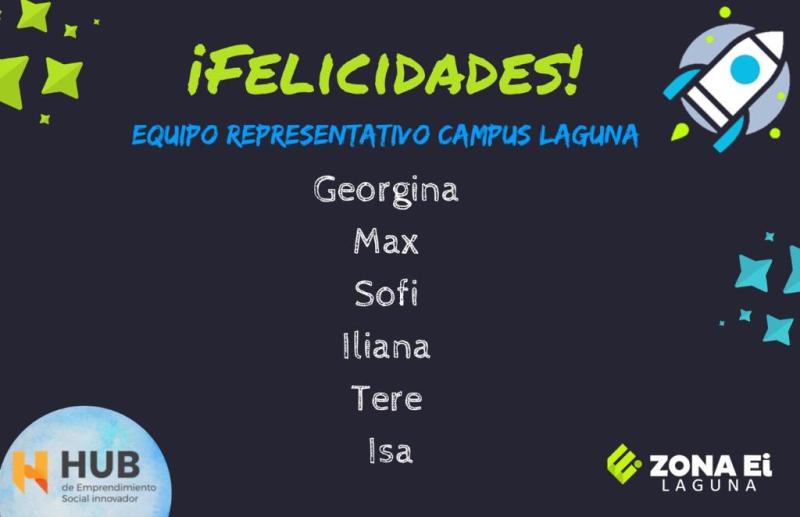 ¡FELICIDADES!
EQUIPO REPRESENTATIVO CAMPUS LAGUNA
Georgina
Max
Sofi
Iliana
Tere
Isa
HUB
de Emprendimiento
Social innovador
ZONA Ei
LAGUNA